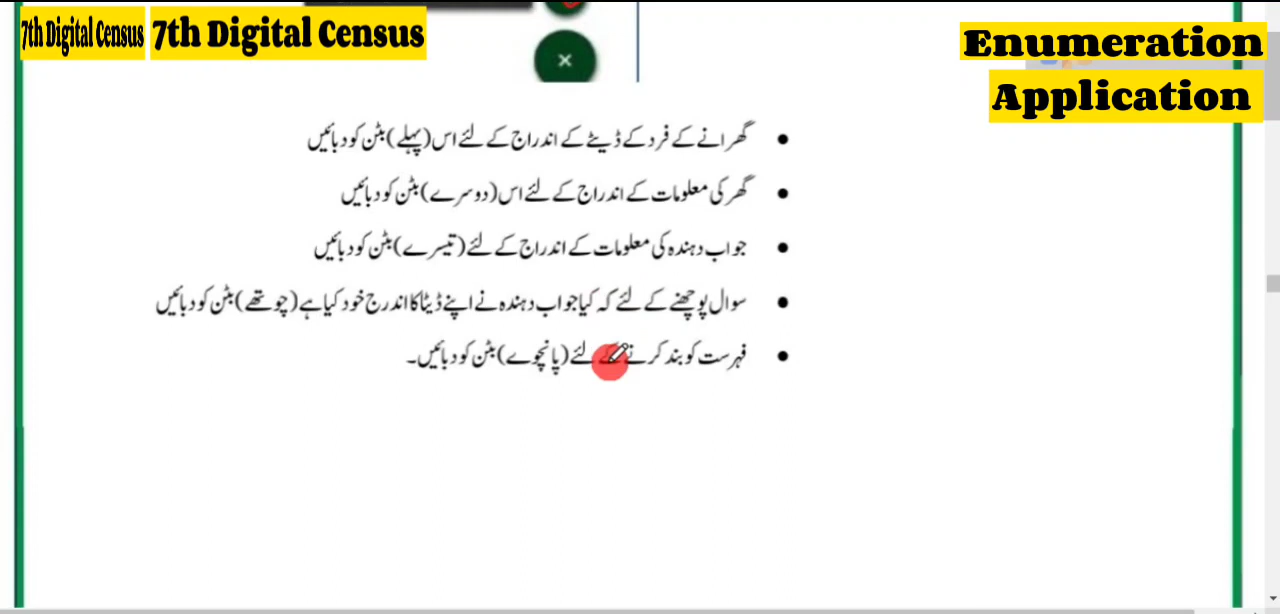 7th Digital Census 7th Digital Census
Enumeration
Application
گھرانے کے فرد کے ڈیٹے کے اندراج کے لئے اس (پہلے) بٹن کو دبائیں
گھر کی معلومات کے اندراج کے لئے اس (دوسرے) بٹن کو دبائیں
جواب دہندہ کی معلومات کے اندراج کے لئے (تیسرے) بٹن کو دبائیں
سوال پوچھنے کے لئے کہ کیا جواب دہندہ نے اپنے ڈیٹا کا اندرج خود کیا ہے (چوتھے) بٹن کو دبائیں
فہرست کو بند کرنے کے لئے (پانچوے) بٹن کو دبائیں۔